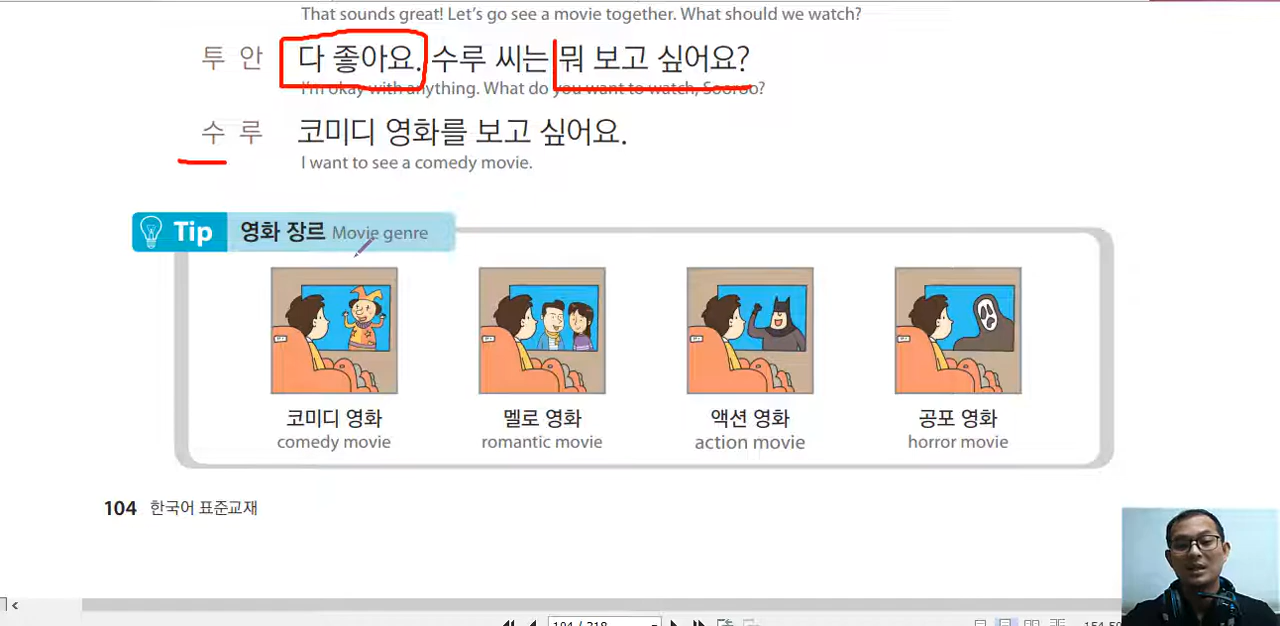 That sounds great! Let's go see a movie together. What should we watch?
투 안 다 좋아요. 수루 씨는 뭐 보고 싶어요?
I'm okay with anything. What do you want to watch, Sooroo?
수 루 코미디 영화를 보고 싶어요.
I want to see a comedy movie.
Tip 영화 장르 Movie genre
코미디 영화 멜로 영화 액션 영화 공포 영화
comedy movie romantic movie action movie horror movie
104 한국어 표준교재